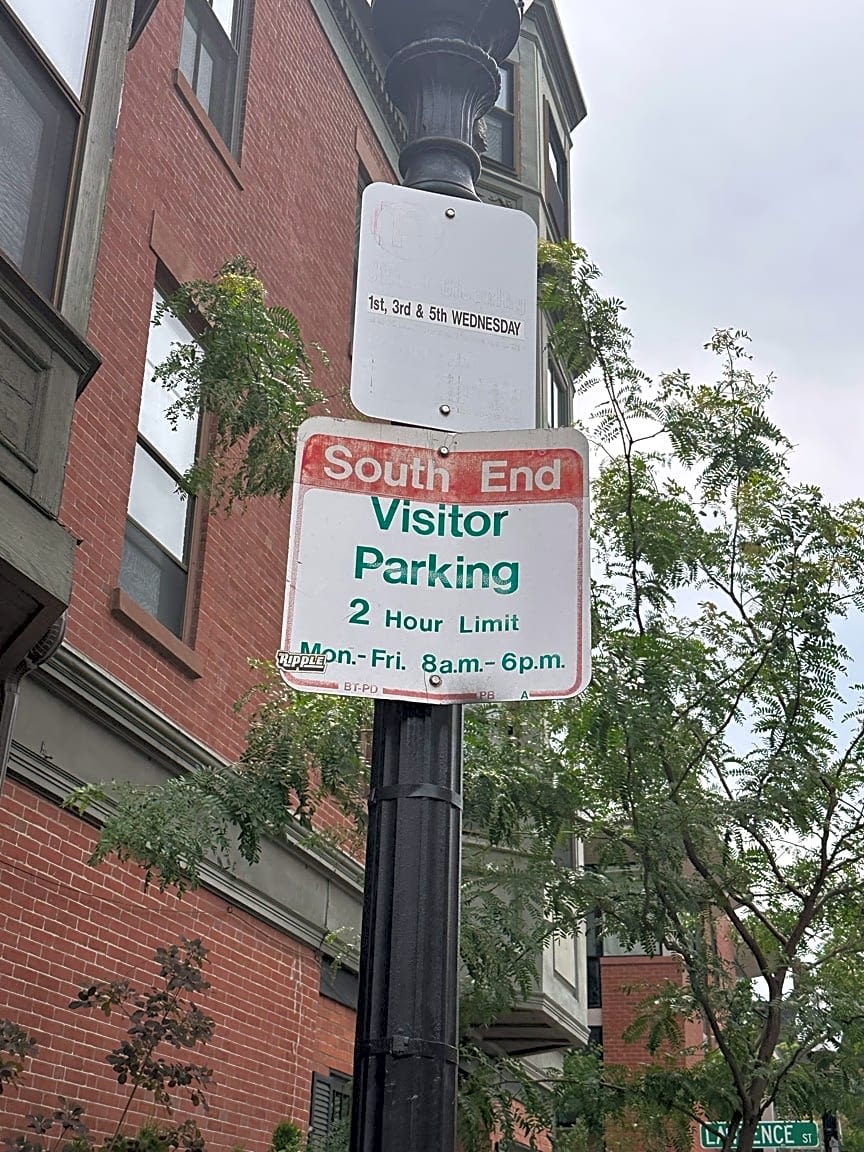 1st, 3rd & 5th WEDNESDAY
South End
Visitor
Parking
2 Hour Limit
Mon.-Fri. 8a.m.-6p.m.
RIPPLE
BT-PD PB A
ST